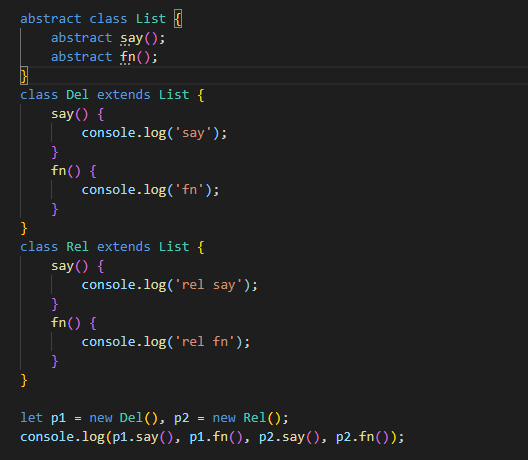 abstract class List {
    abstract say();
    abstract fn();
}
class Del extends List {
    say() {
        console.log('say');
    }
    fn() {
        console.log('fn');
    }
}
class Rel extends List {
    say() {
        console.log('rel say');
    }
    fn() {
        console.log('rel fn');
    }
}

let p1 = new Del(), p2 = new Rel();
console.log(p1.say(), p1.fn(), p2.say(), p2.fn());